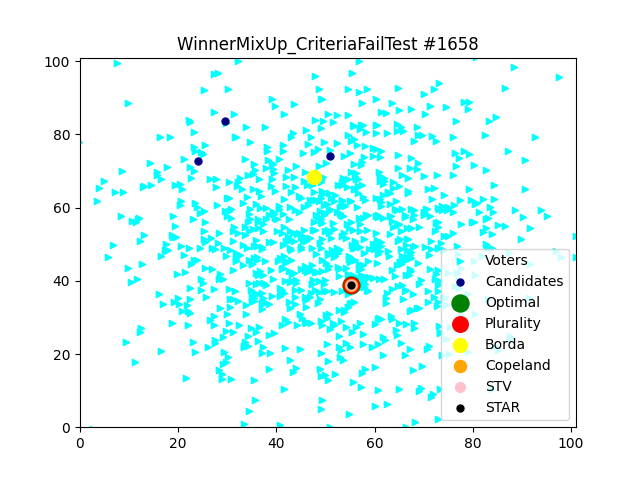 WinnerMixUp_CriteriaFailTest #1658
100
80
60
40
20
0
0
20
40
60
80
100
Voters
Candidates
Optimal
Plurality
Borda
Copeland
STV
STAR